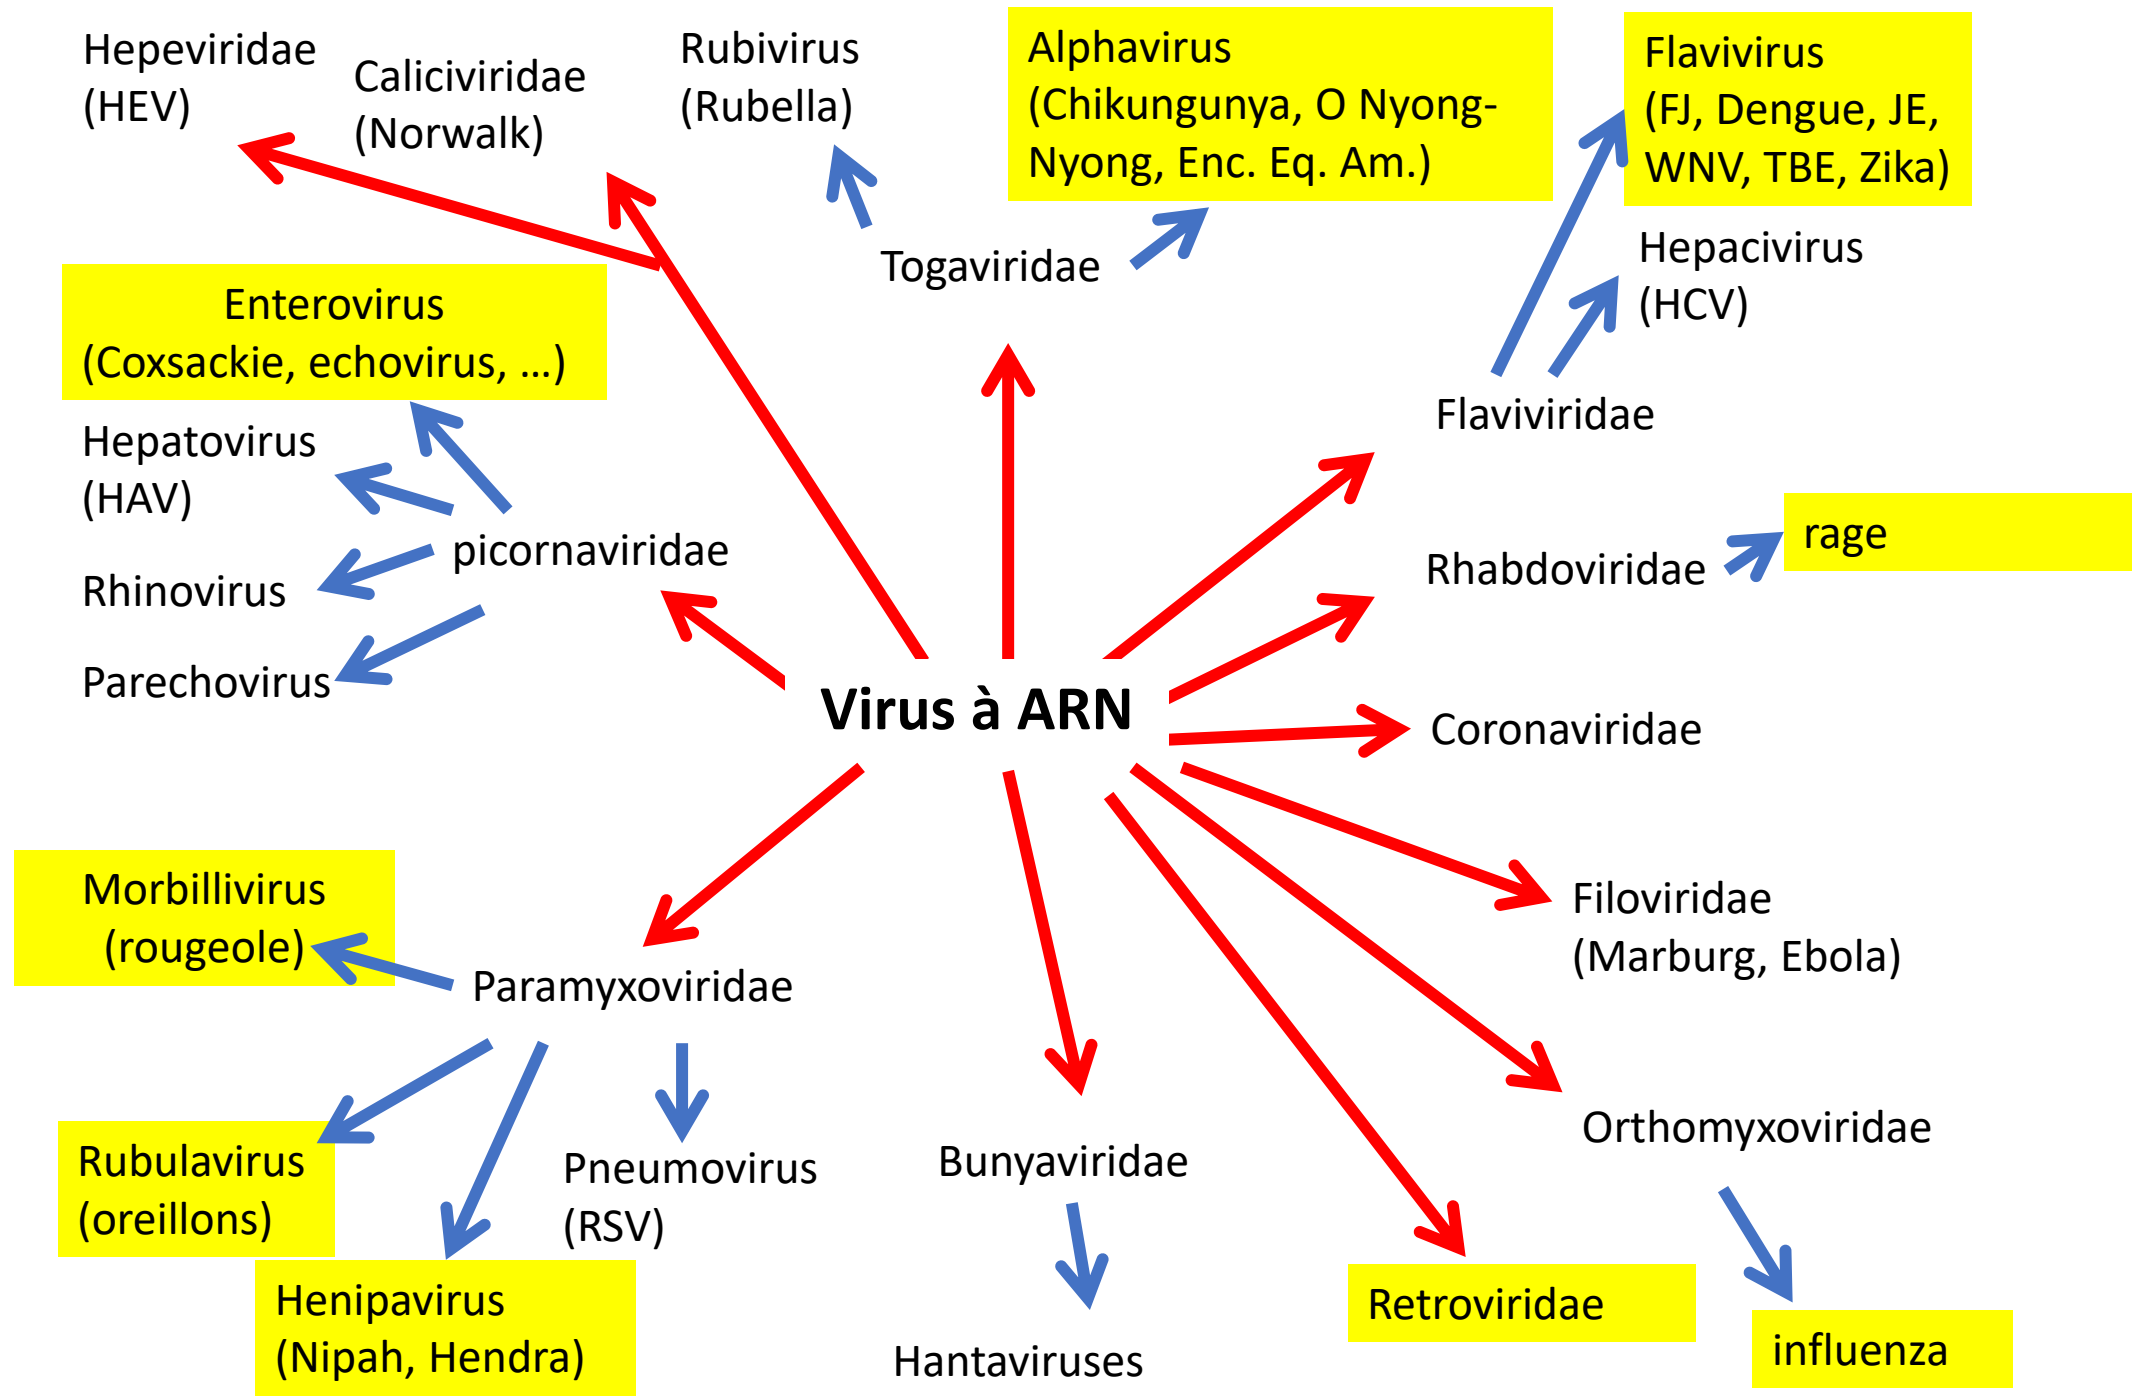 Hepeviridae
(HEV)
Caliciviridae
(Norwalk)
Rubivirus
(Rubella)
Alphavirus
(Chikungunya, O Nyong-
Nyong, Enc. Eq. Am.)
Flavivirus
(FJ, Dengue, JE,
WNV, TBE, Zika)
Togaviridae
Hepacivirus
(HCV)
Enterovirus
(Coxsackie, echovirus, ...)
Flaviviridae
Hepatovirus
(HAV)
picornaviridae
rage
Rhabdoviridae
Rhinovirus
Parechovirus
Virus à ARN
Coronaviridae
Morbillivirus
(rougeole)
Filoviridae
(Marburg, Ebola)
Paramyxoviridae
Orthomyxoviridae
Rubulavirus
(oreillons)
Pneumovirus
(RSV)
Bunyaviridae
Henipavirus
(Nipah, Hendra)
Hantaviruses
Retroviridae
influenza